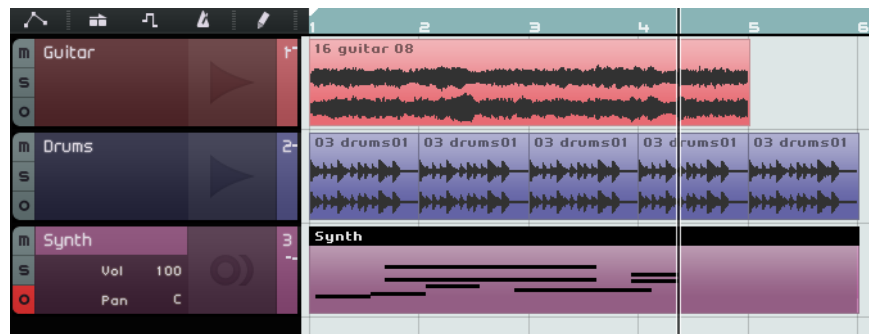 1 2 3 4 5 6
m Guitar 1
S
O
16 guitar 08
m Drums 2
S
O
03 drums01 03 drums01 03 drums01 03 drums01 03 drums01
m Synth 3
S Vol 100
O Pan C
Synth